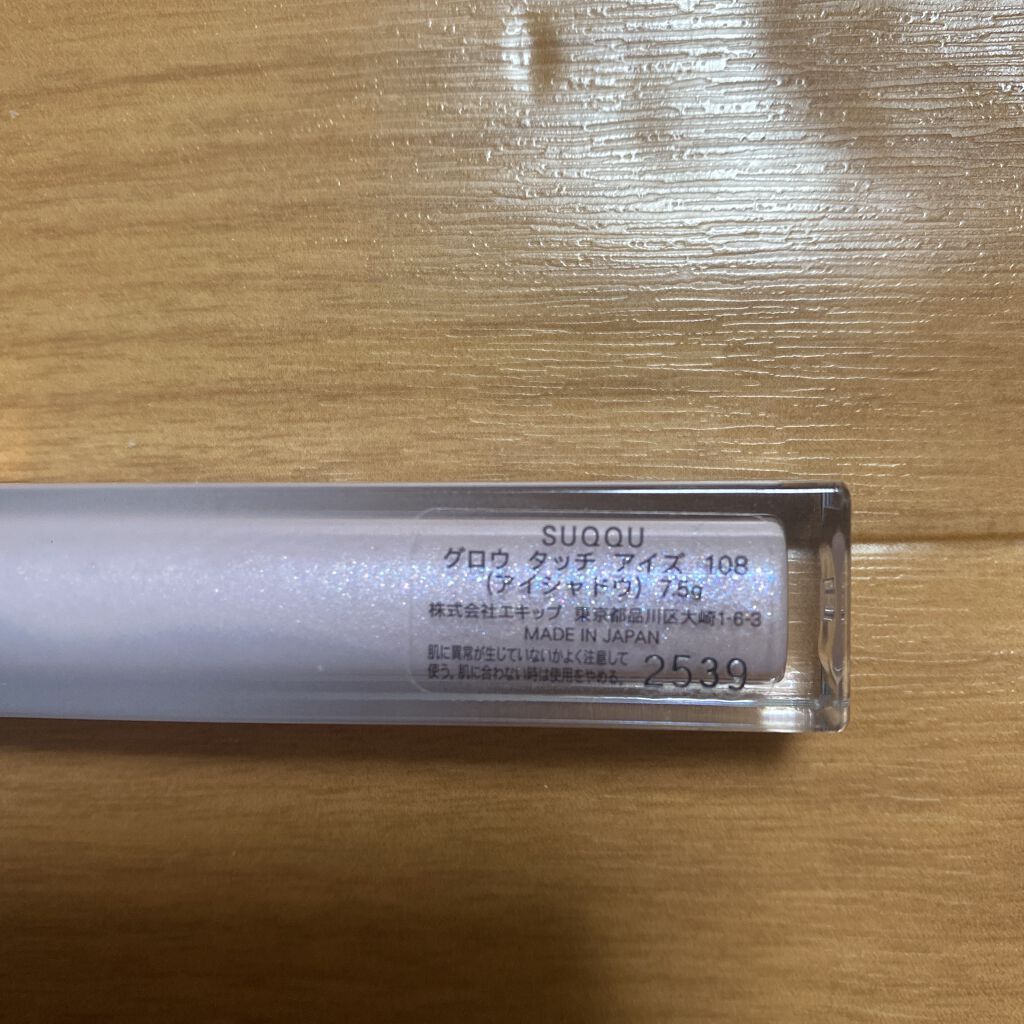 SUQQU
グロウ タッチ アイズ 108
(アイシャドウ) 7.5g
株式会社エキップ 東京都品川区大崎1-6-3
MADE IN JAPAN
肌に異常が生じていないかよく注意して
使う。肌に合わない時は使用をやめる。 2539